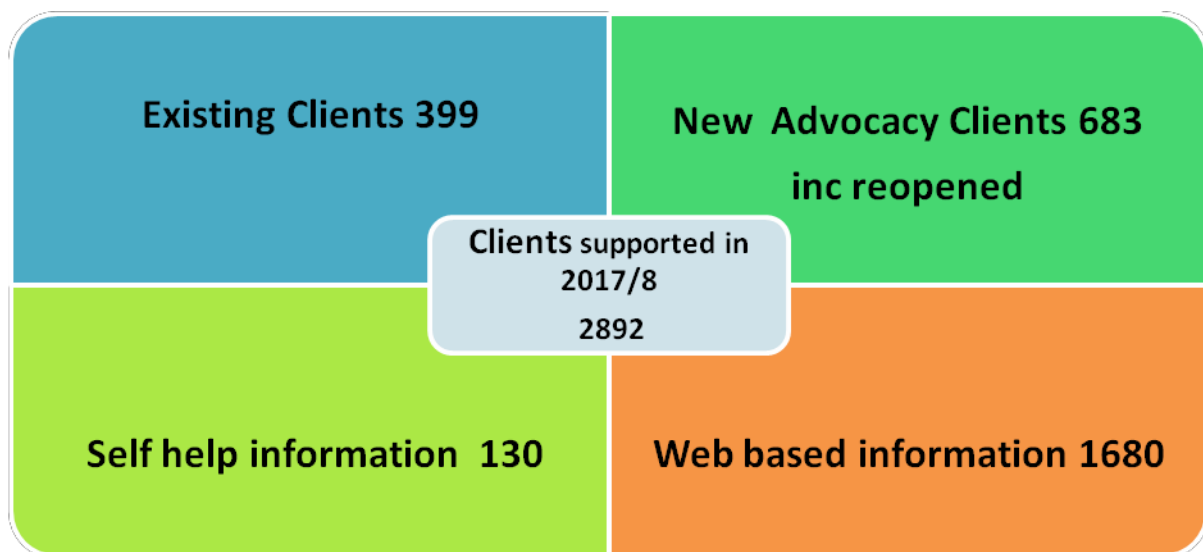 Existing Clients 399
New Advocacy Clients 683
inc reopened
Clients supported in
2017/8
2892
Self help information 130
Web based information 1680